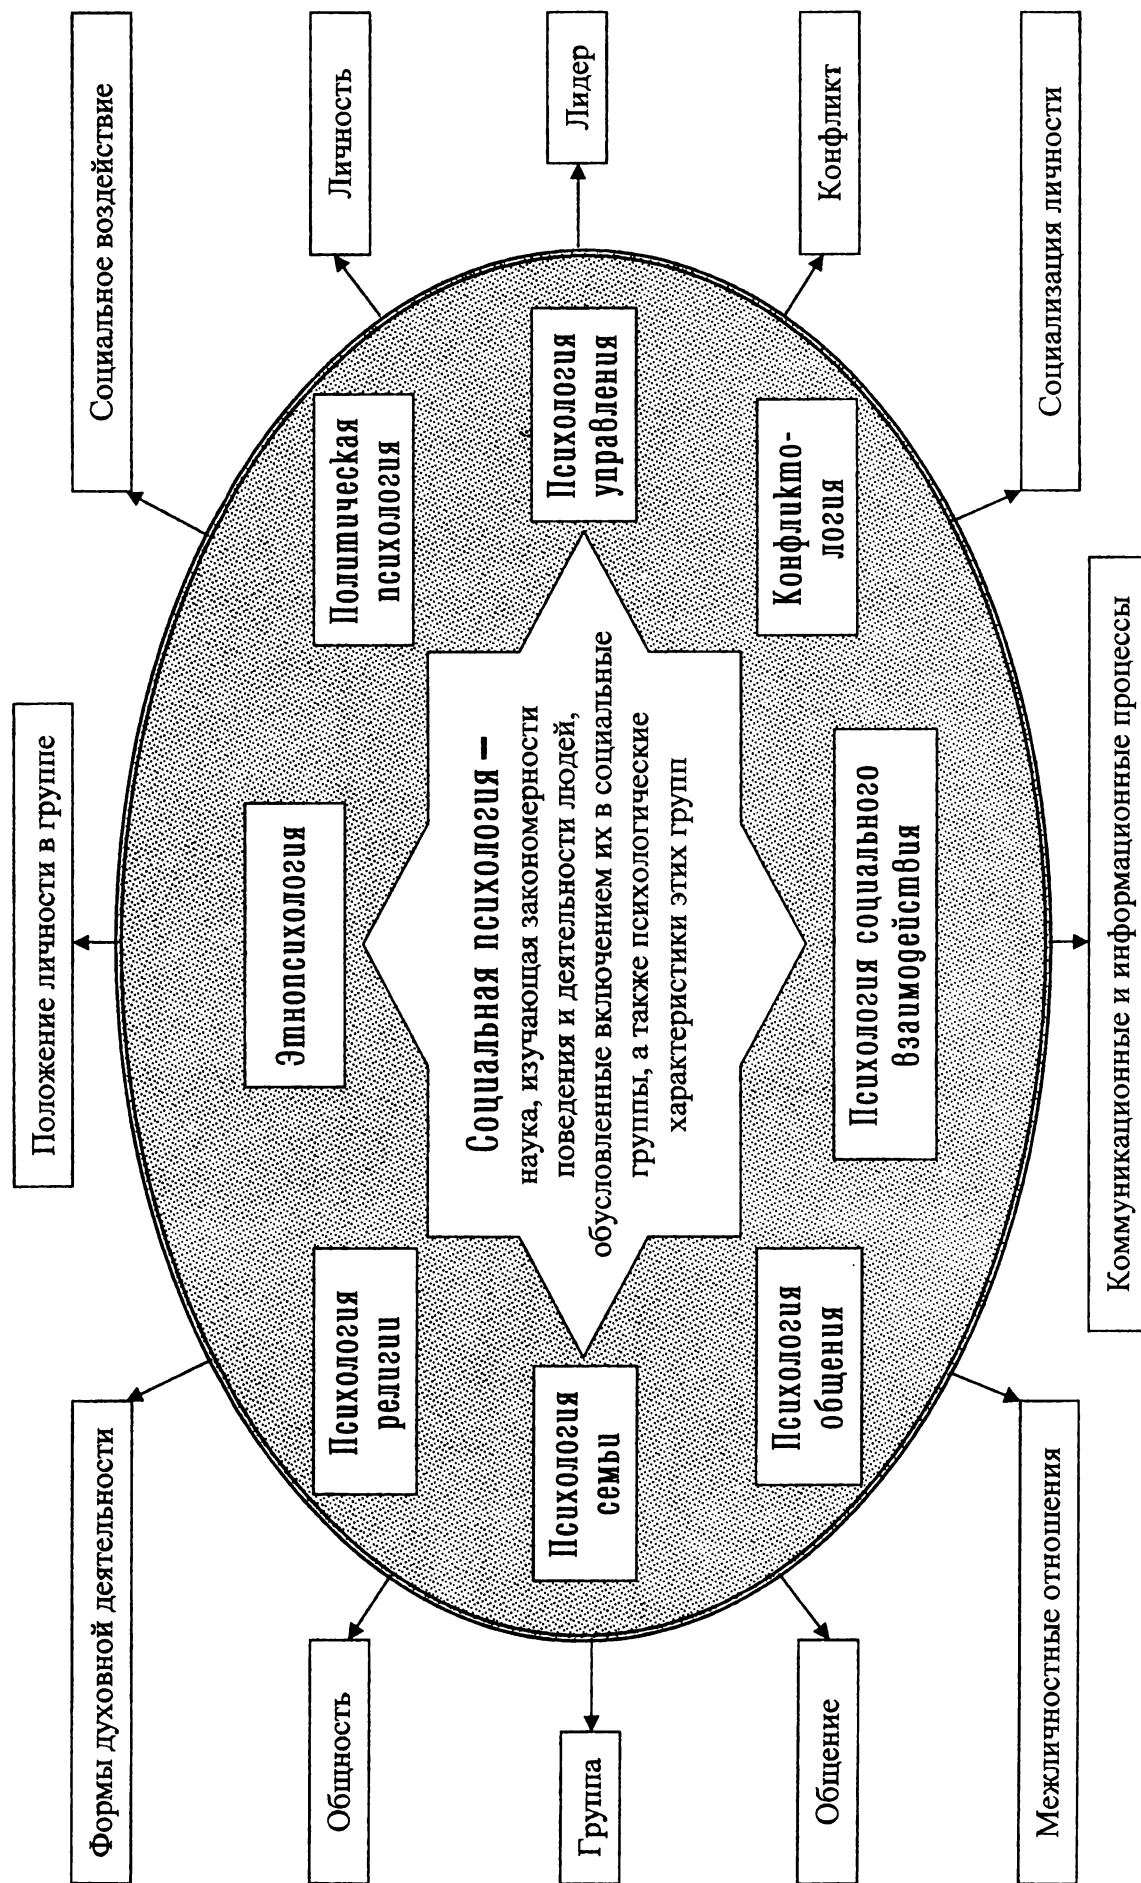 Положение личности в группе
Формы духовной деятельности
Социальное воздействие
Общность
Личность
Группа
Лидер
Общение
Конфликт
Межличностные отношения
Социализация личности
Коммуникационные и информационные процессы
Этнопсихология
Психология
религии
Политическая
психология
Психология
семьи
Социальная психология –
наука, изучающая закономерности
поведения и деятельности людей,
обусловленные включением их в социальные
группы, а также психологические
характеристики этих групп
Психология
управления
Психология
общения
Конфликто-
логия
Психология социального
взаимодействия